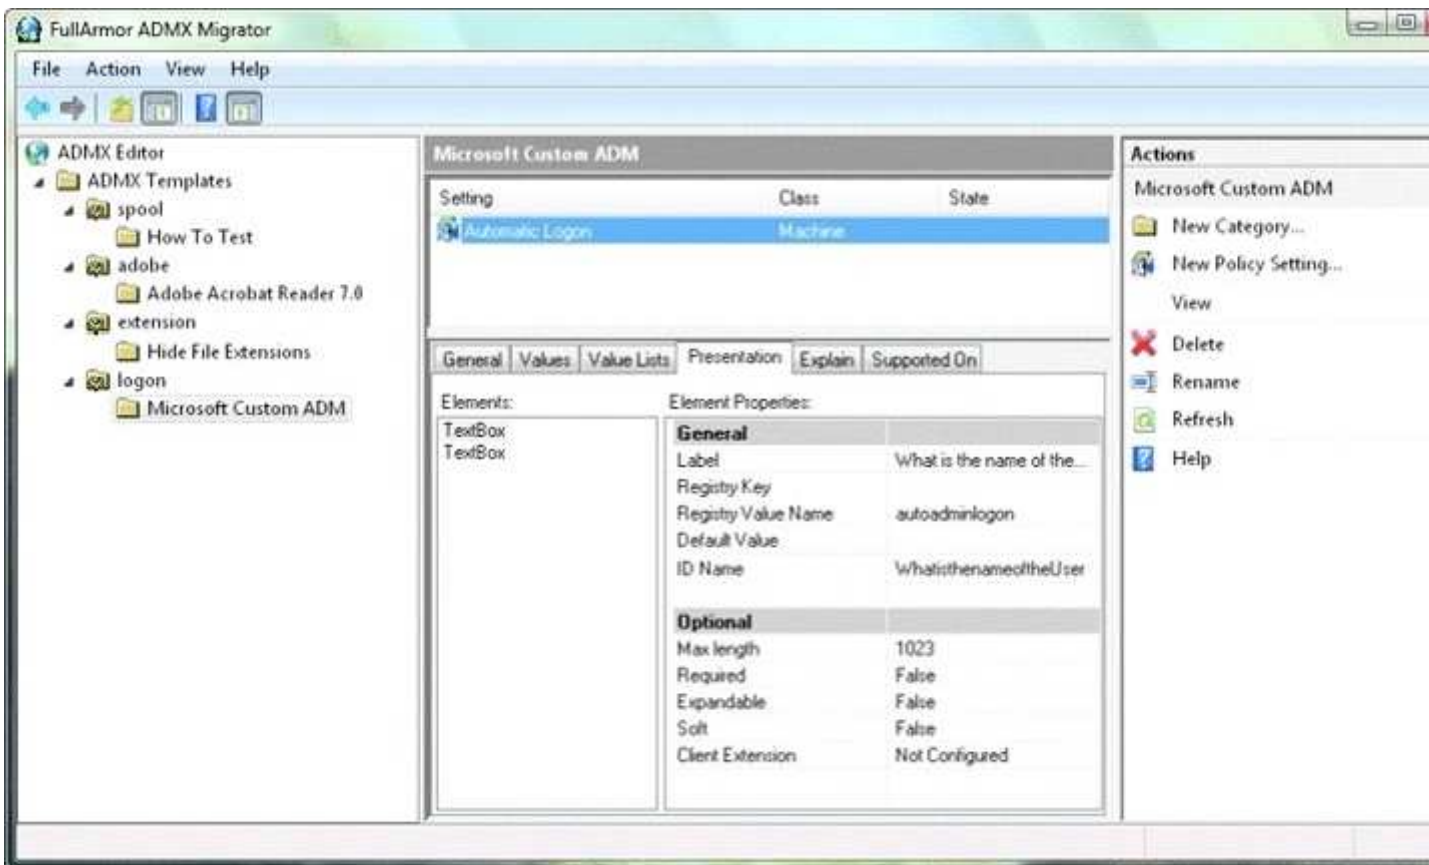 FullArmor ADMX Migrator
File Action View Help
ADMX Editor
ADMX Templates
spool
How To Test
adobe
Adobe Acrobat Reader 7.0
extension
Hide File Extensions
logon
Microsoft Custom ADM
Microsoft Custom ADM
Setting Class State
Automatic Logon Machine
General Values Value Lists Presentation Explain Supported On
Elements:
TextBox
TextBox
Element Properties:
General
Label What is the name of the...
Registry Key
Registry Value Name autoadminlogon
Default Value
ID Name WhatisthenameoftheUser
Optional
Max length 1023
Required False
Expandable False
Soft False
Client Extension Not Configured
Actions
Microsoft Custom ADM
New Category...
New Policy Setting...
View
Delete
Rename
Refresh
Help